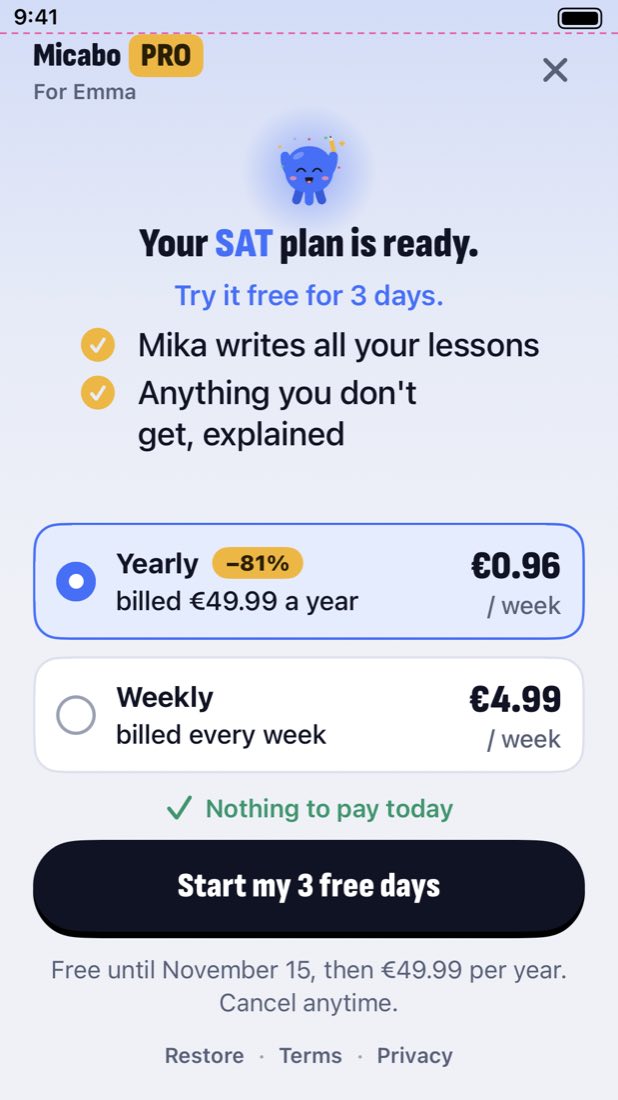 9:41
Micabo PRO
For Emma
Your SAT plan is ready.
Try it free for 3 days.
Mika writes all your lessons
Anything you don't
get, explained
Yearly −81%
billed €49.99 a year
€0.96
/ week
Weekly
billed every week
€4.99
/ week
Nothing to pay today
Start my 3 free days
Free until November 15, then €49.99 per year.
Cancel anytime.
Restore · Terms · Privacy